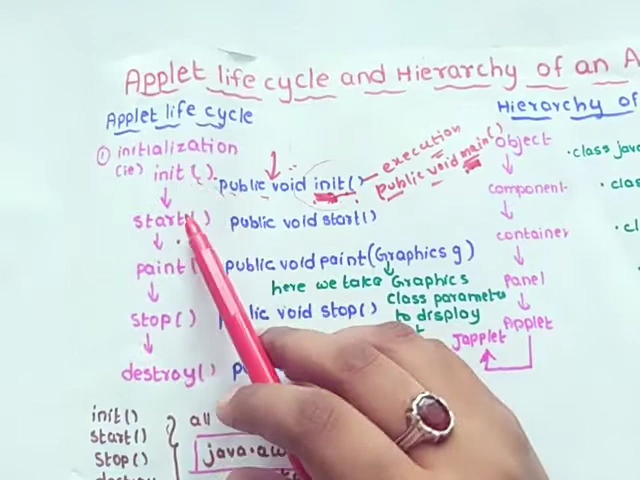 Applet life cycle and Hierarchy of an A
Applet life cycle
① initialization
(ie) init().
public void init() – execution
public void main()
start() public void start()
paint( public void paint(Graphics g)
here we take Graphics
class parameter
to display
stop() public void stop()
destroy()
init()
start()
stop()
all
java.aw
Hierarchy of
object
component
container
Panel
Applet
Japplet
• class java
• clas
• cl